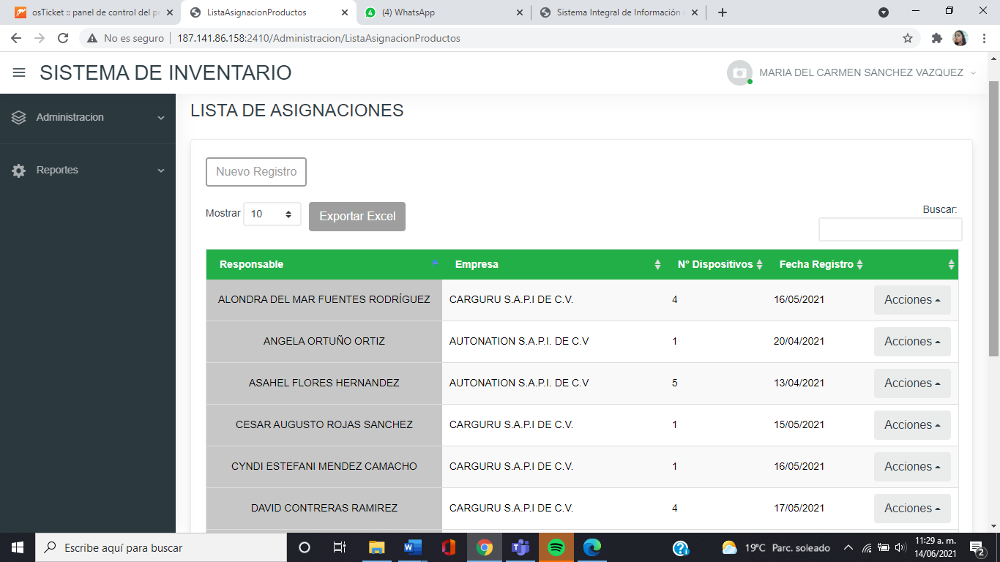 osTicket :: panel de control del pe
ListaAsignacionProductos
(4) WhatsApp
Sistema Integral de Información
No es seguro
187.141.86.158:2410/Administracion/ListaAsignacionProductos
SISTEMA DE INVENTARIO
MARIA DEL CARMEN SANCHEZ VAZQUEZ
Administracion
Reportes
LISTA DE ASIGNACIONES
Nuevo Registro
Mostrar 10
Exportar Excel
Buscar:
Responsable Empresa N° Dispositivos Fecha Registro
ALONDRA DEL MAR FUENTES RODRÍGUEZ CARGURU S.A.P.I DE C.V. 4 16/05/2021 Acciones
ANGELA ORTUÑO ORTIZ AUTONATION S.A.P.I. DE C.V 1 20/04/2021 Acciones
ASAHEL FLORES HERNANDEZ AUTONATION S.A.P.I. DE C.V 5 13/04/2021 Acciones
CESAR AUGUSTO ROJAS SANCHEZ CARGURU S.A.P.I DE C.V. 1 15/05/2021 Acciones
CYNDI ESTEFANI MENDEZ CAMACHO CARGURU S.A.P.I DE C.V. 1 16/05/2021 Acciones
DAVID CONTRERAS RAMIREZ CARGURU S.A.P.I DE C.V. 4 17/05/2021 Acciones
Escribe aquí para buscar
19°C Parc. soleado
11:29 a. m.
14/06/2021
2